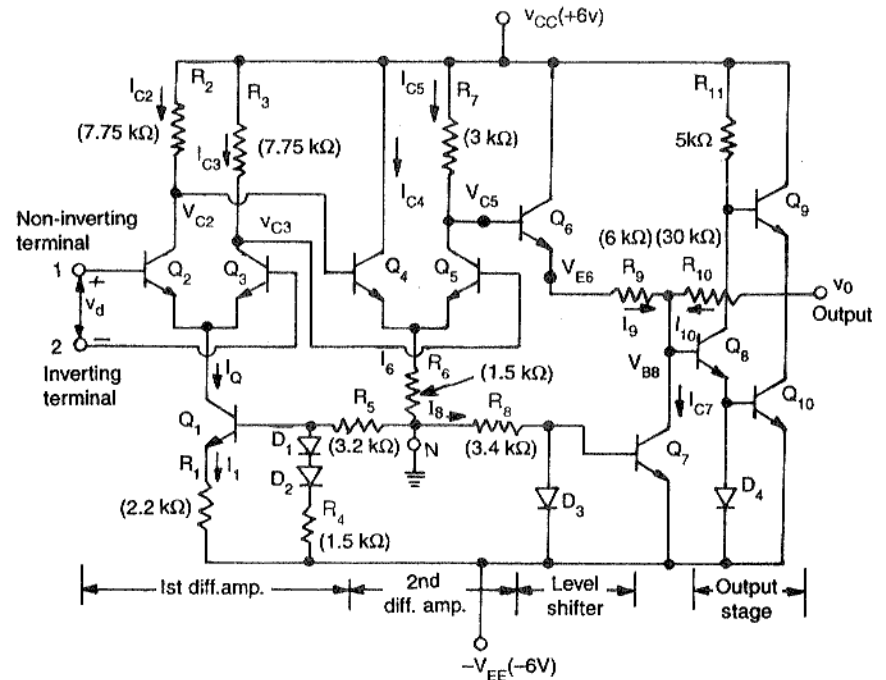 v_CC(+6v)
R_2
R_3
R_7
R_11
I_C2
I_C5
(7.75 kΩ)
(7.75 kΩ)
(3 kΩ)
5kΩ
I_C3
I_C4
V_C2
v_C3
V_C5
Q_9
Q_6
Non-inverting
terminal
(6 kΩ) (30 kΩ)
1
Q_2
Q_3
Q_4
Q_5
V_E6
R_9
R_10
v_0
+
v_d
Output
2
–
I_9
I_10
Inverting
terminal
I_Q
I_6
R_6
(1.5 kΩ)
V_B8
Q_8
R_5
I_8
R_8
I_C7
Q_10
Q_1
D_1
(3.2 kΩ)
N
(3.4 kΩ)
Q_7
R_1
I_1
D_2
D_3
D_4
(2.2 kΩ)
R_4
(1.5 kΩ)
Ist diff.amp.
2nd
diff. amp.
Level
shifter
Output
stage
–V_EE(–6V)